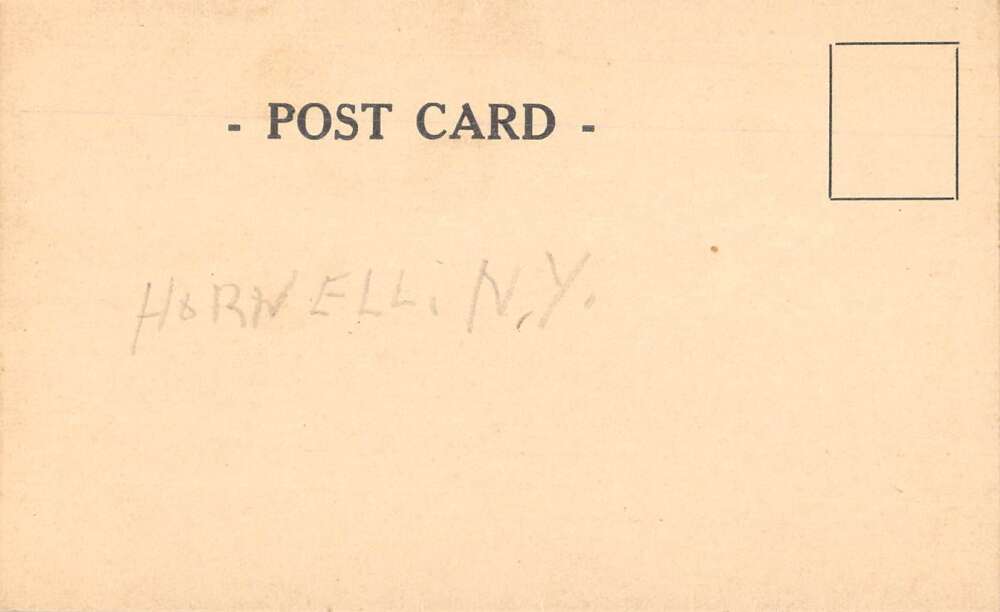 - POST CARD -
HORNELL. N.Y.